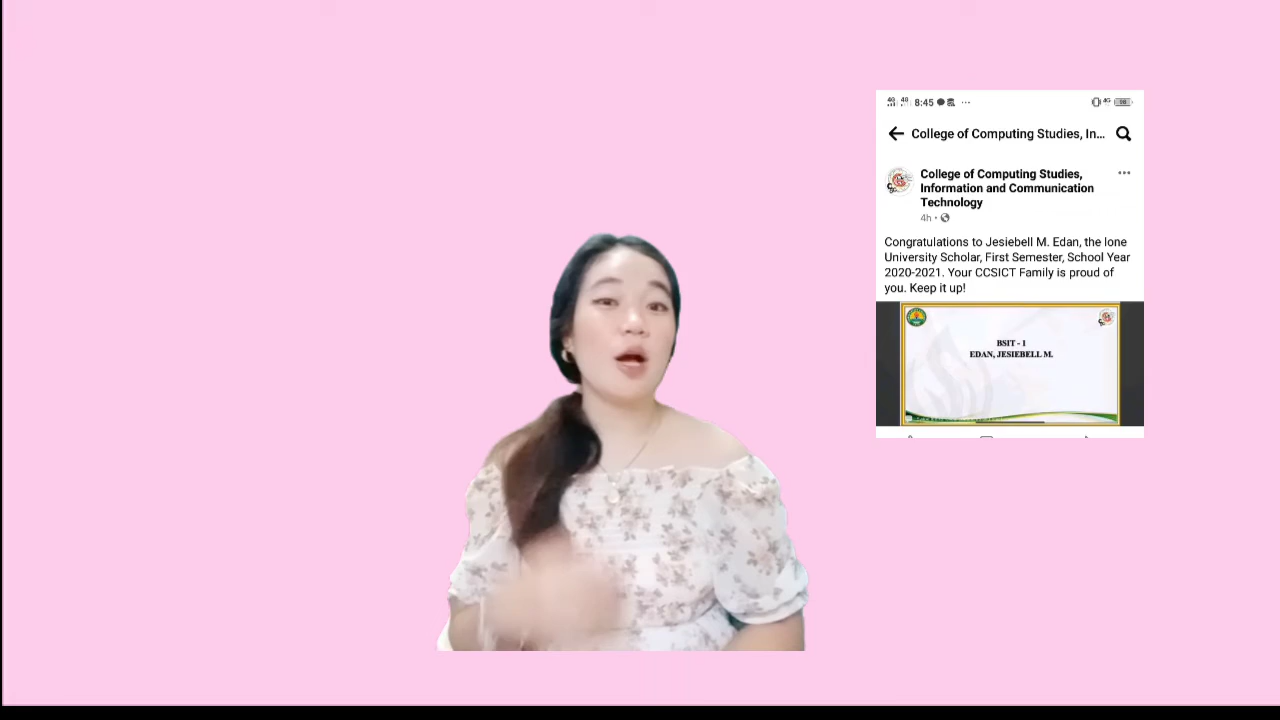 8:45
4G
College of Computing Studies, In...
College of Computing Studies,
Information and Communication
Technology
4h
Congratulations to Jesiebell M. Edan, the lone
University Scholar, First Semester, School Year
2020-2021. Your CCSICT Family is proud of
you. Keep it up!
BSIT - 1
EDAN, JESIEBELL M.